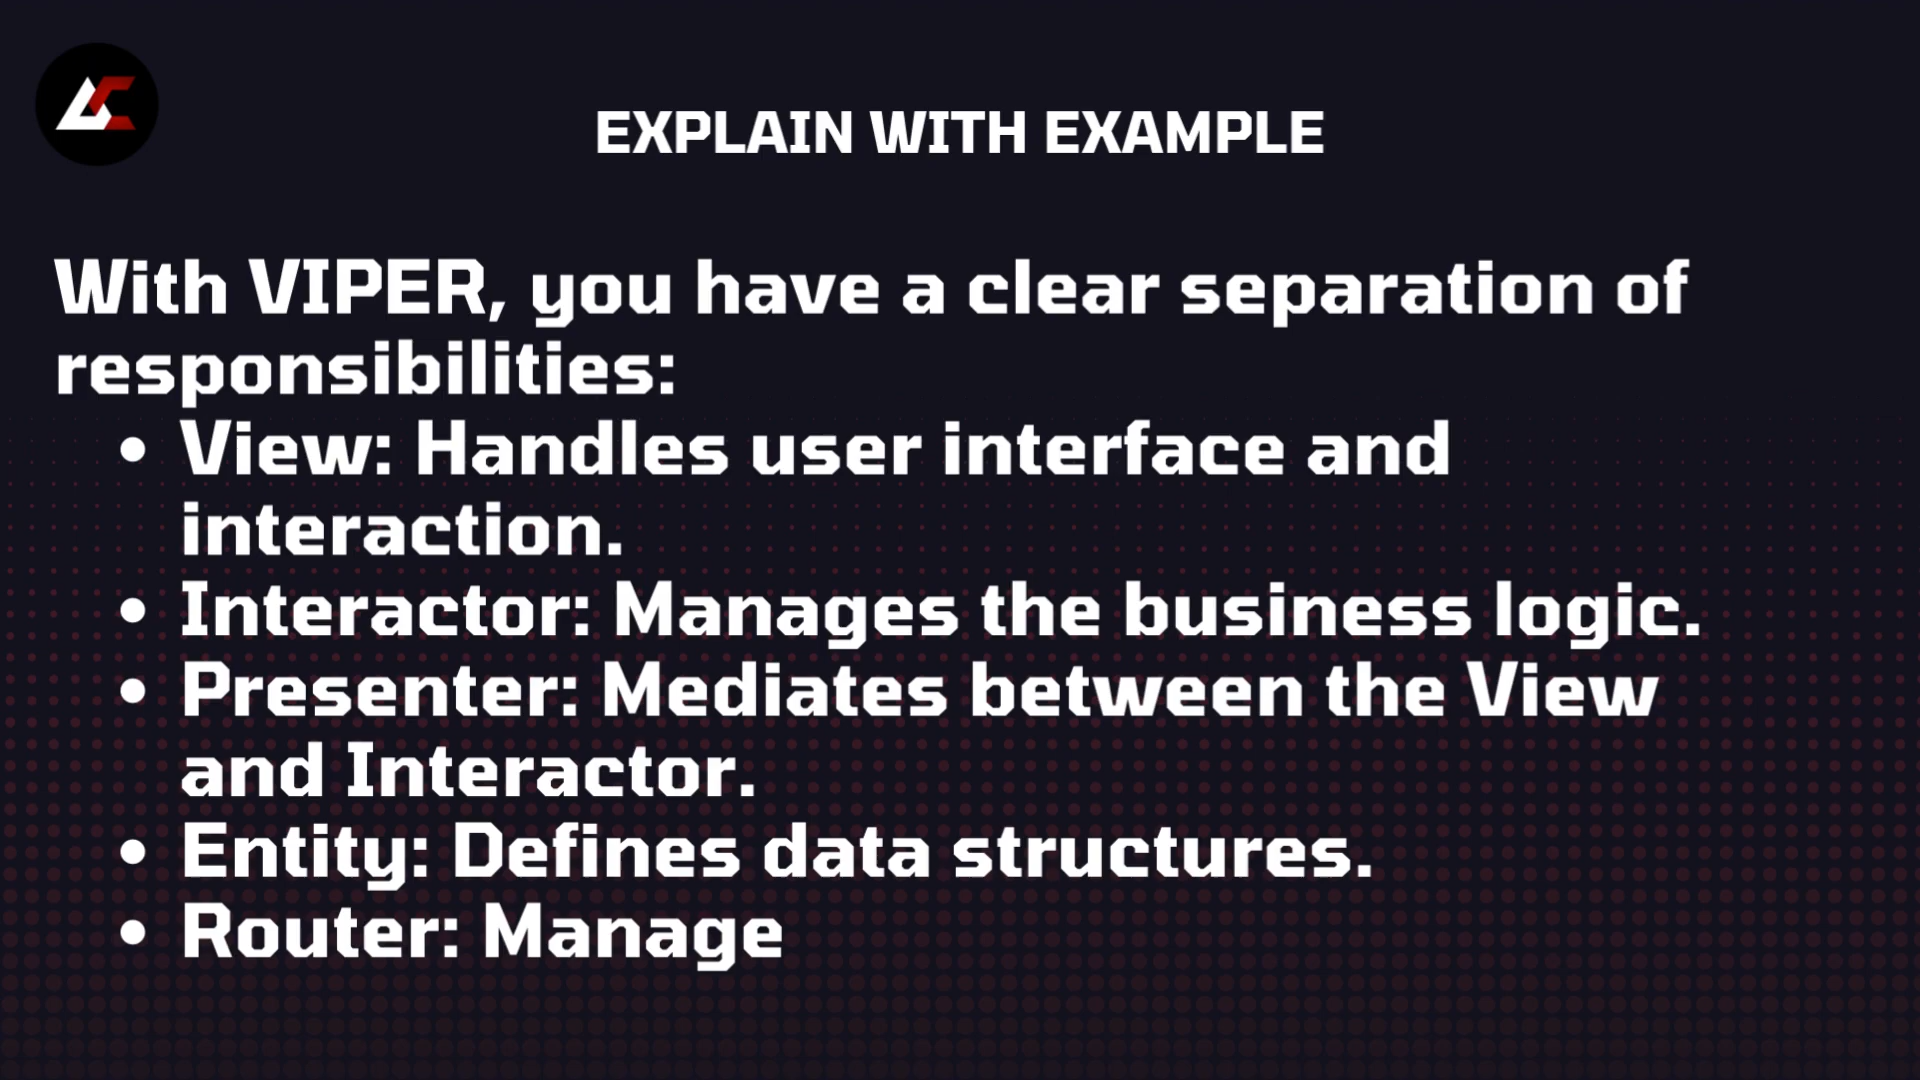 EXPLAIN WITH EXAMPLE
With VIPER, you have a clear separation of
responsibilities:
• View: Handles user interface and
interaction.
• Interactor: Manages the business logic.
• Presenter: Mediates between the View
and Interactor.
• Entity: Defines data structures.
• Router: Manage